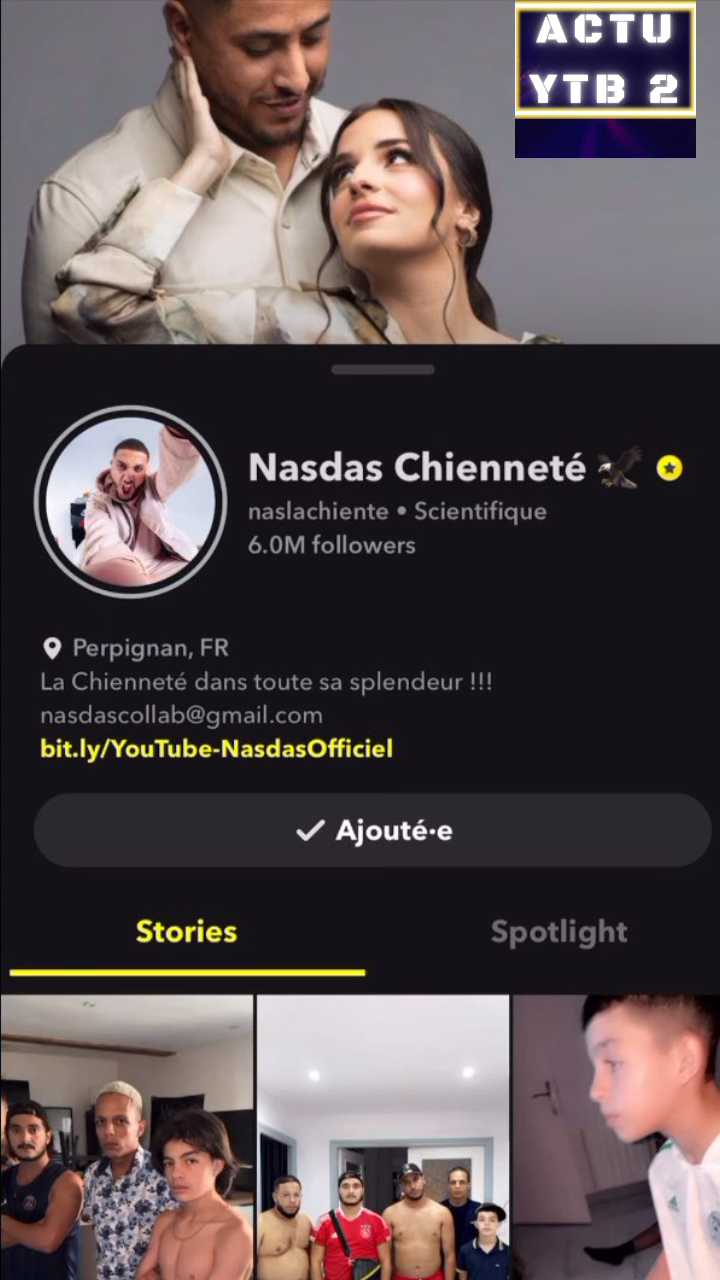 ACTU
YTB 2
Nasdas Chienneté
naslachiente • Scientifique
6.0M followers
Perpignan, FR
La Chienneté dans toute sa splendeur !!!
nasdascollab@gmail.com
bit.ly/YouTube-NasdasOfficiel
Ajouté·e
Stories
Spotlight